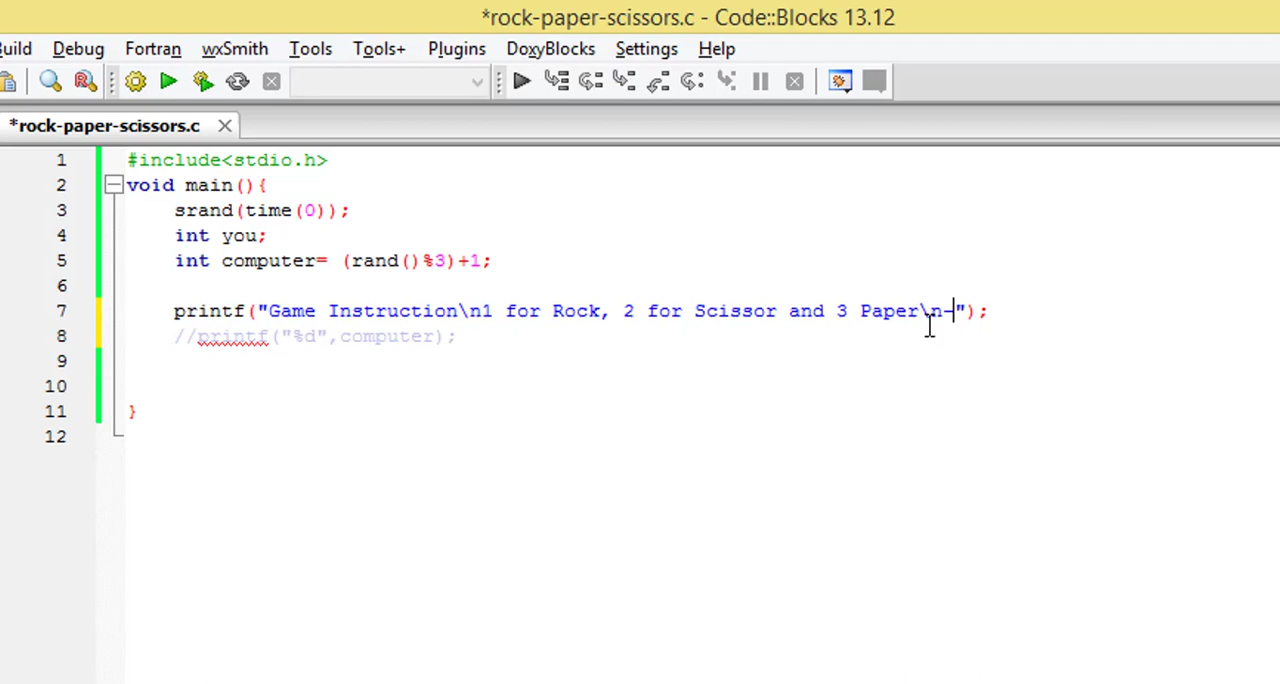 *rock-paper-scissors.c - Code::Blocks 13.12
uild Debug Fortran wxSmith Tools Tools+ Plugins DoxyBlocks Settings Help
*rock-paper-scissors.c
1 #include<stdio.h>
2 void main(){
3 srand(time(0));
4 int you;
5 int computer= (rand()%3)+1;
6
7 printf("Game Instruction\n1 for Rock, 2 for Scissor and 3 Paper\n-");
8 //printf("%d",computer);
9
10
11 }
12